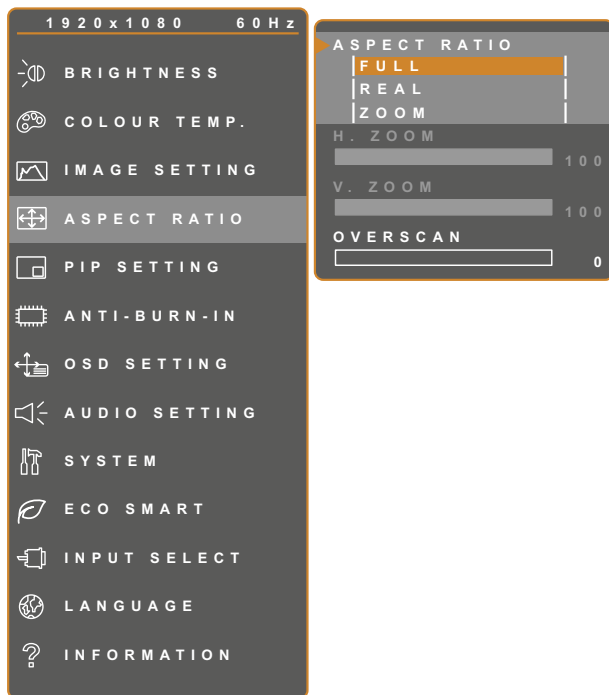 1920x1080 60Hz
BRIGHTNESS
COLOUR TEMP.
IMAGE SETTING
ASPECT RATIO
PIP SETTING
ANTI-BURN-IN
OSD SETTING
AUDIO SETTING
SYSTEM
ECO SMART
INPUT SELECT
LANGUAGE
INFORMATION
ASPECT RATIO
FULL
REAL
ZOOM
H. ZOOM
100
V. ZOOM
100
OVERSCAN
0